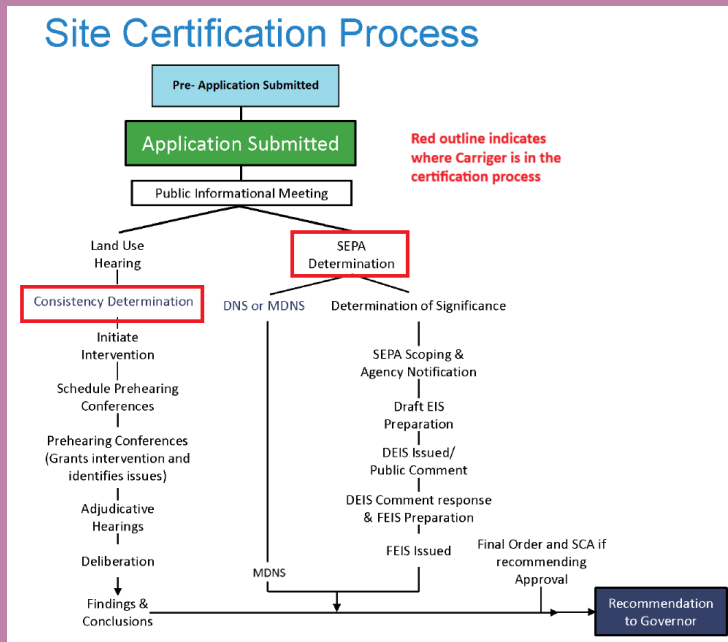 Site Certification Process
Pre- Application Submitted
Application Submitted
Red outline indicates
where Carriger is in the
certification process
Public Informational Meeting
Land Use
Hearing
SEPA
Determination
Consistency Determination
DNS or MDNS
Determination of Significance
Initiate
Intervention
SEPA Scoping &
Agency Notification
Schedule Prehearing
Conferences
Draft EIS
Preparation
Prehearing Conferences
(Grants intervention and
identifies issues)
DEIS Issued/
Public Comment
Adjudicative
Hearings
DEIS Comment response
& FEIS Preparation
Deliberation
FEIS Issued
Final Order and SCA if
recommending
Approval
MDNS
Findings &
Conclusions
Recommendation
to Governor